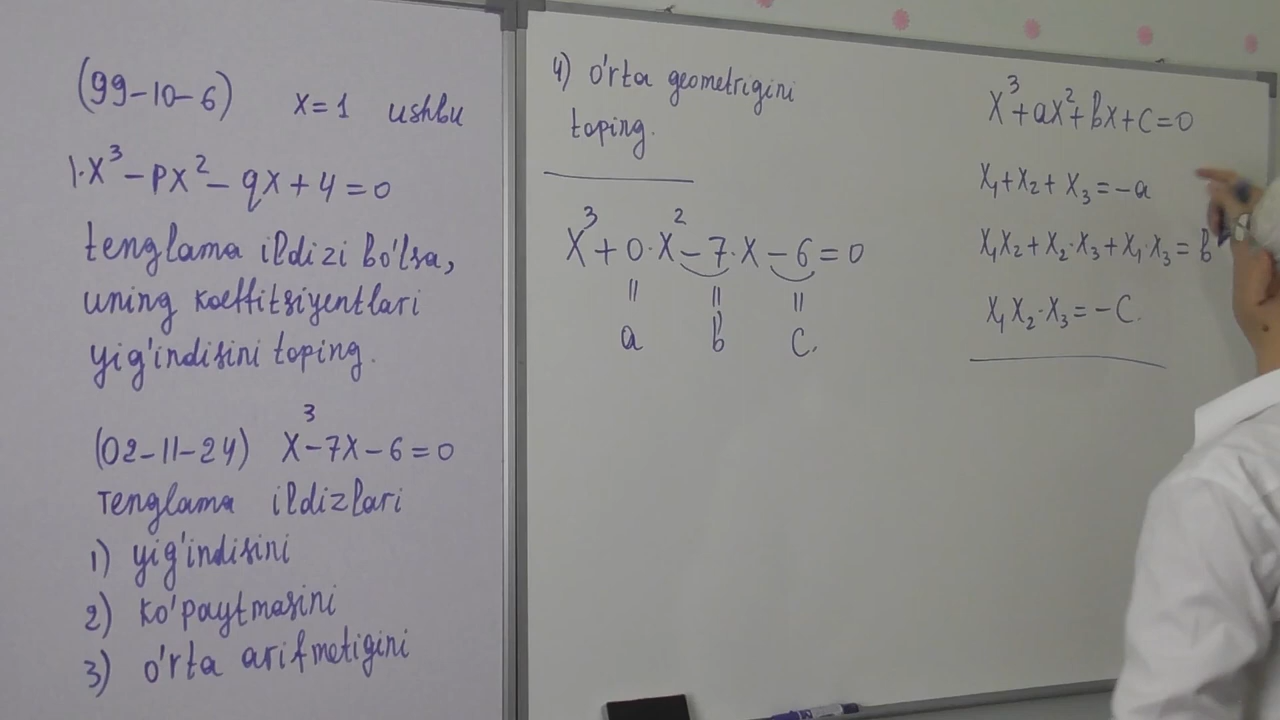 (99-10-6) x=1 ushbu
1·x³-px²-qx+4=0
tenglama ildizi bo'lsa,
uning koeffitsiyentlari
yig'indisini toping.
(02-11-24) x³-7x-6=0
Tenglama ildizlari
1) yig'indisini
2) ko'paytmasini
3) o'rta arifmetigini
4) o'rta geometrigini
toping.
x³+0·x²-7·x-6=0
= = =
a b c.
x³+ax²+bx+c=0
x₁+x₂+x₃=-a
x₁x₂+x₂·x₃+x₁·x₃=b
x₁x₂·x₃=-c.